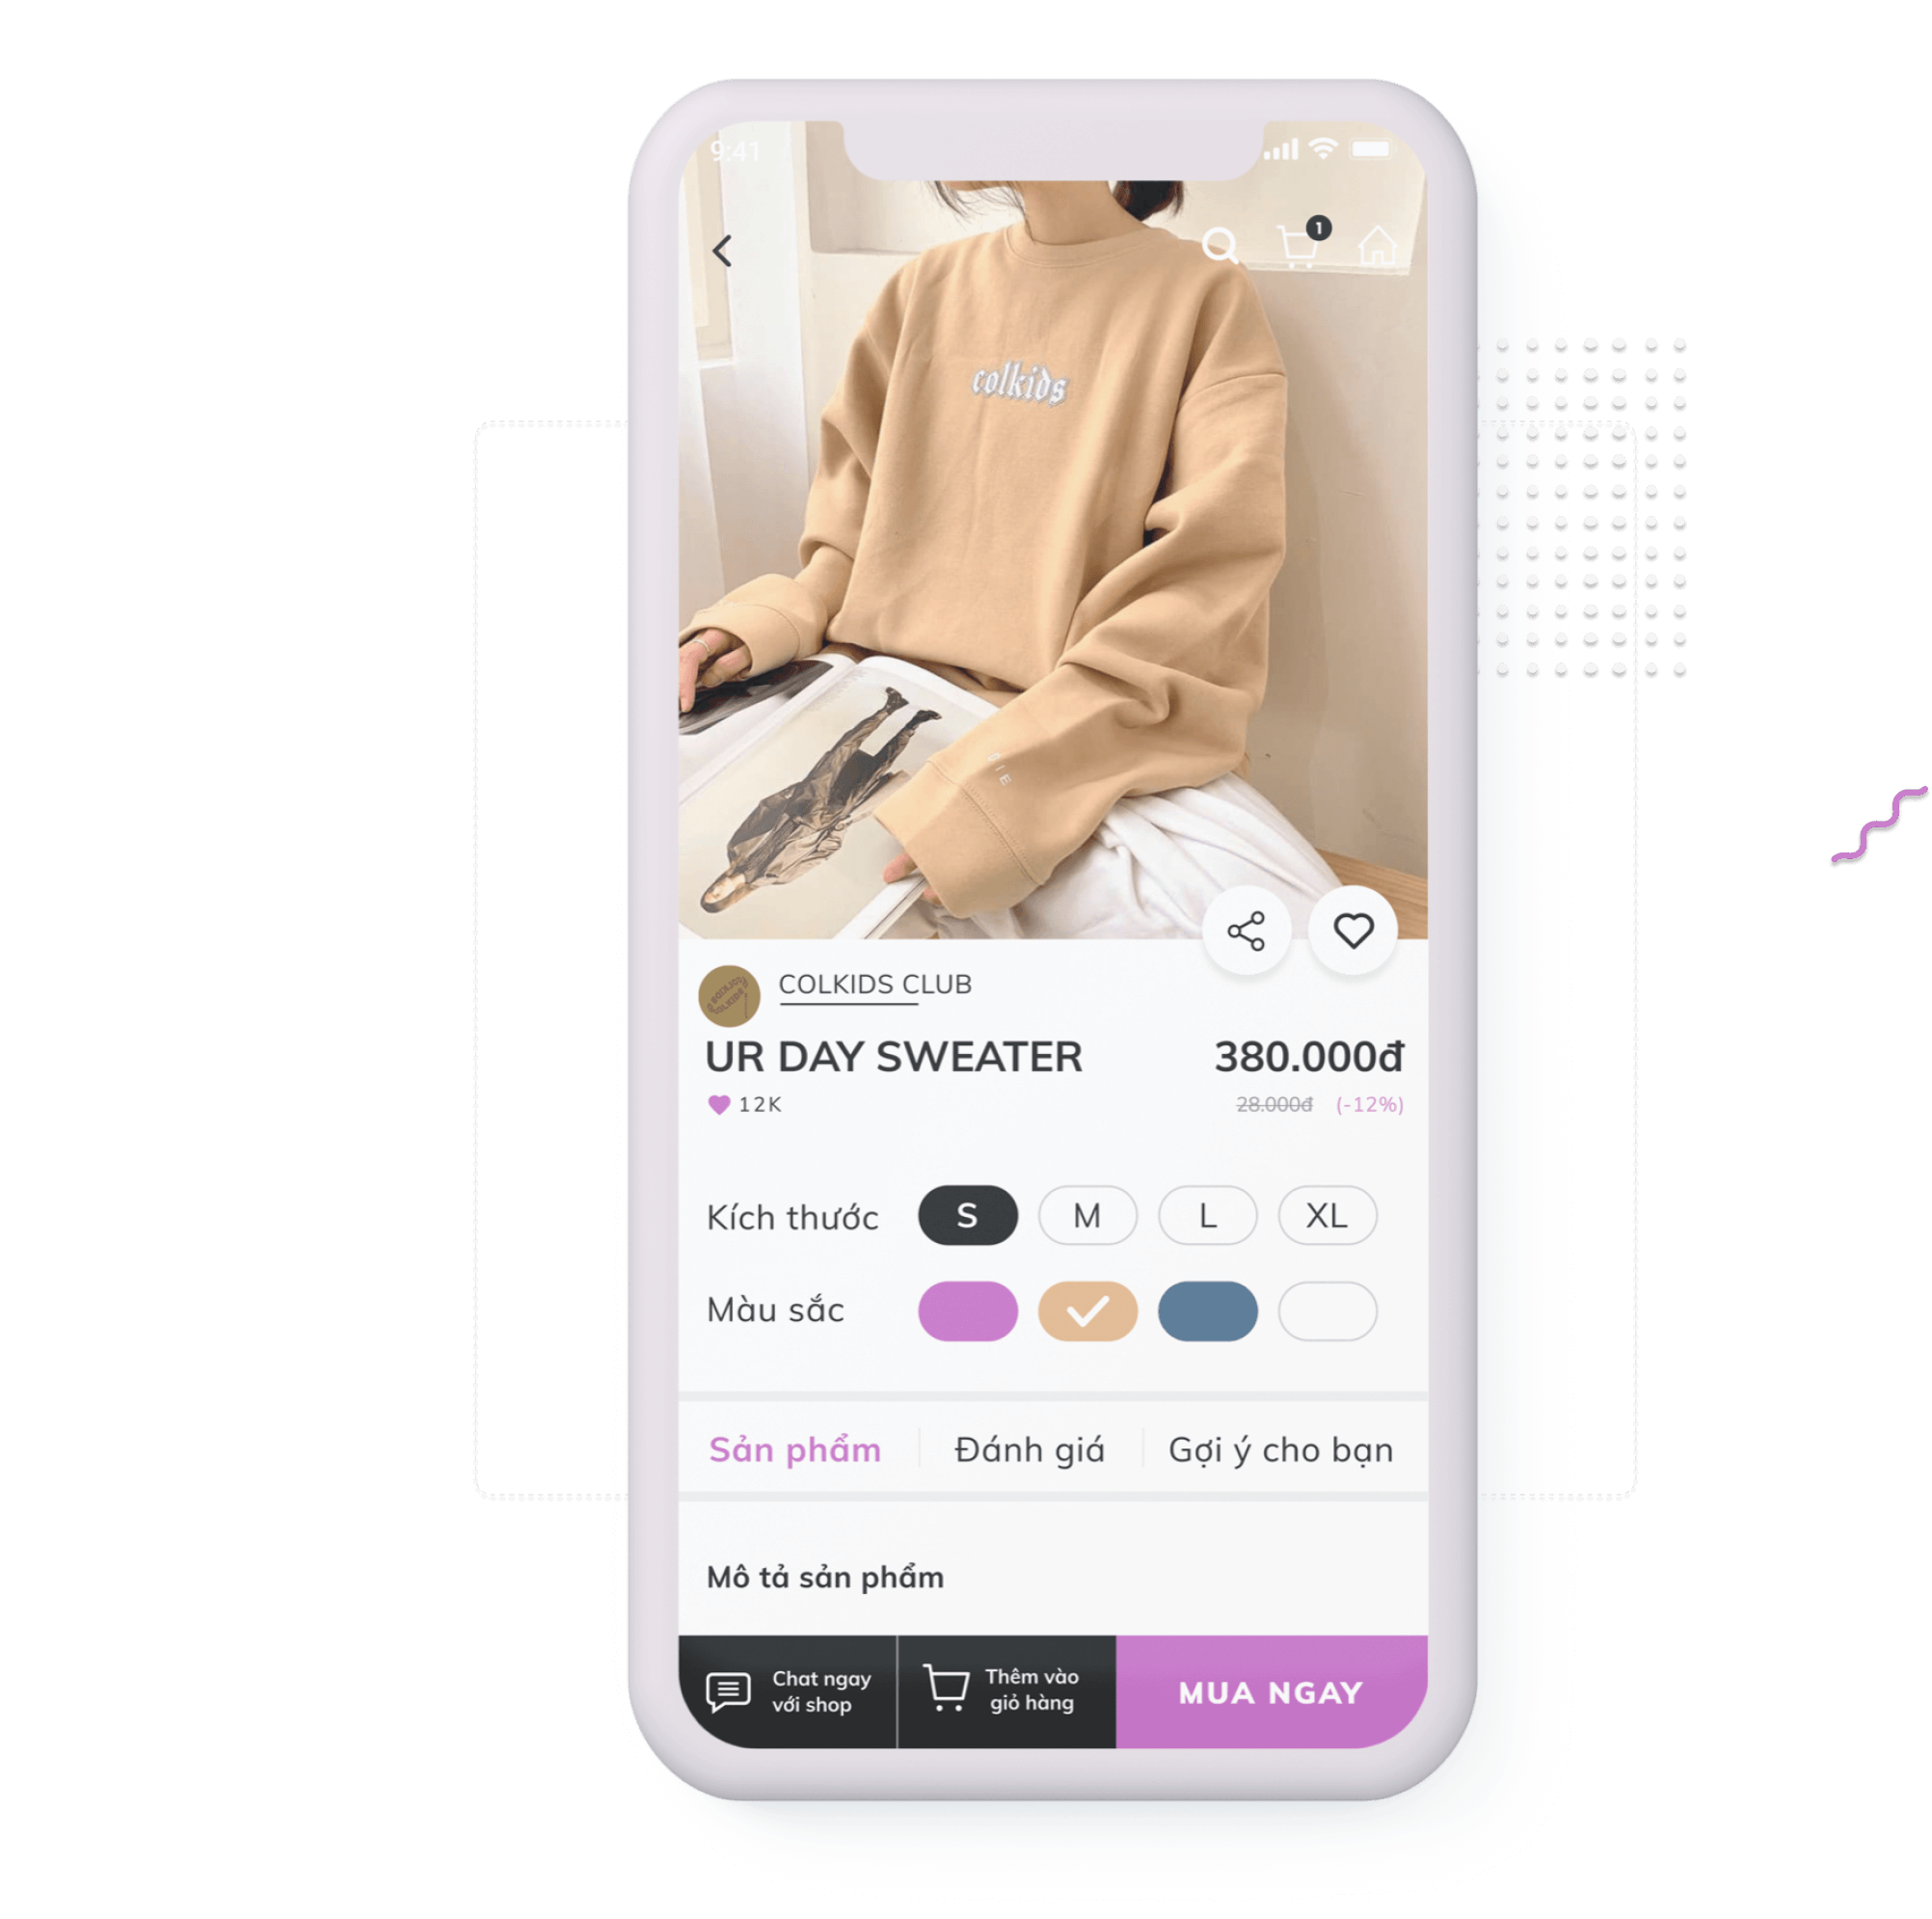 9:41
1
colkids
COLKIDS CLUB
UR DAY SWEATER
380.000đ
12K
28.000đ (-12%)
Kích thước S M L XL
Màu sắc
Sản phẩm Đánh giá Gợi ý cho bạn
Mô tả sản phẩm
Chat ngay
với shop
Thêm vào
giỏ hàng
MUA NGAY